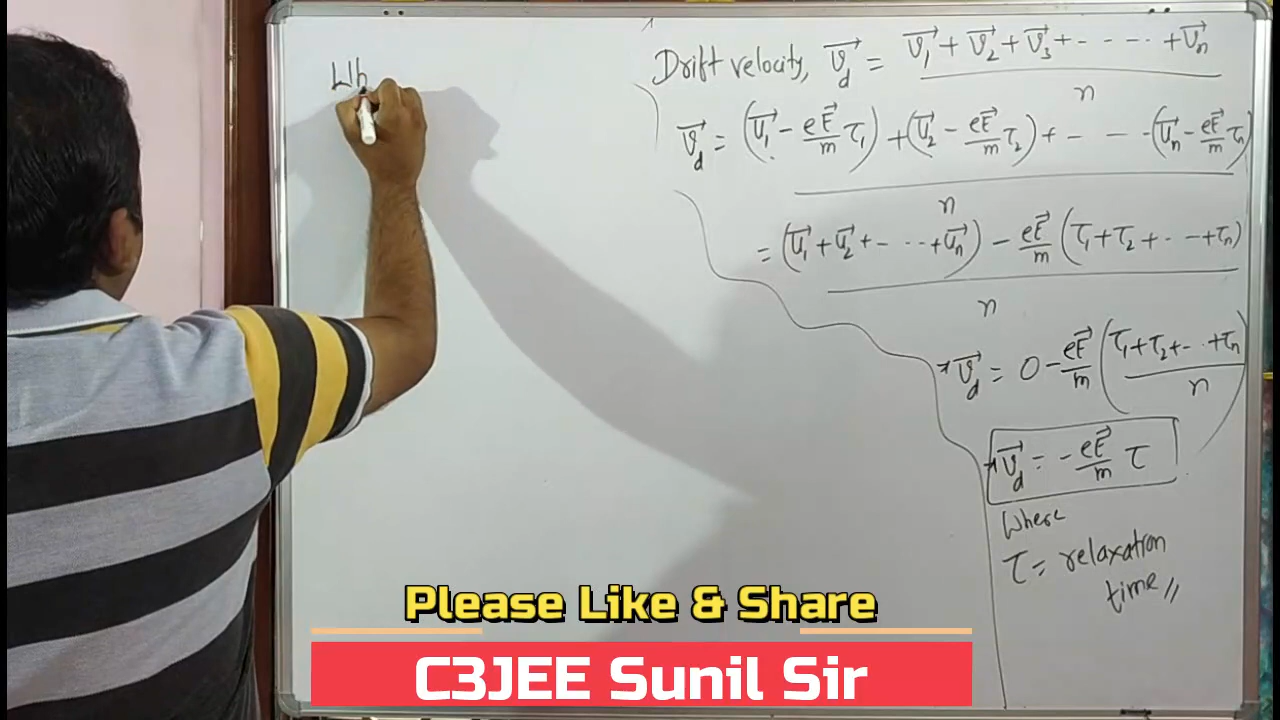 Wh
Drift velocity, v⃗d = v⃗1 + v⃗2 + v⃗3 + - - - - + v⃗n / n
v⃗d = (u⃗1 - eE⃗/m τ1) + (u⃗2 - eE⃗/m τ2) + - - - (u⃗n - eE⃗/m τn) / n
= (u⃗1 + u⃗2 + - - - + u⃗n) - eE⃗/m (τ1 + τ2 + - - - + τn) / n
v⃗d = 0 - eE⃗/m (τ1 + τ2 + - - + τn / n)
v⃗d = - eE⃗/m τ
Where
τ = relaxation
time //
Please Like & Share
C3JEE Sunil Sir